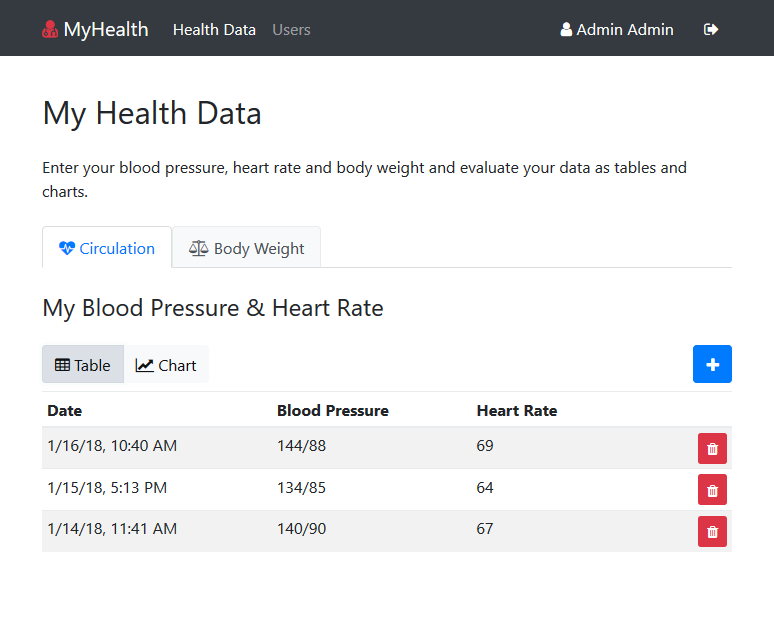 MyHealth Health Data Users Admin Admin
My Health Data
Enter your blood pressure, heart rate and body weight and evaluate your data as tables and
charts.
Circulation Body Weight
My Blood Pressure & Heart Rate
Table Chart
Date Blood Pressure Heart Rate
1/16/18, 10:40 AM 144/88 69
1/15/18, 5:13 PM 134/85 64
1/14/18, 11:41 AM 140/90 67